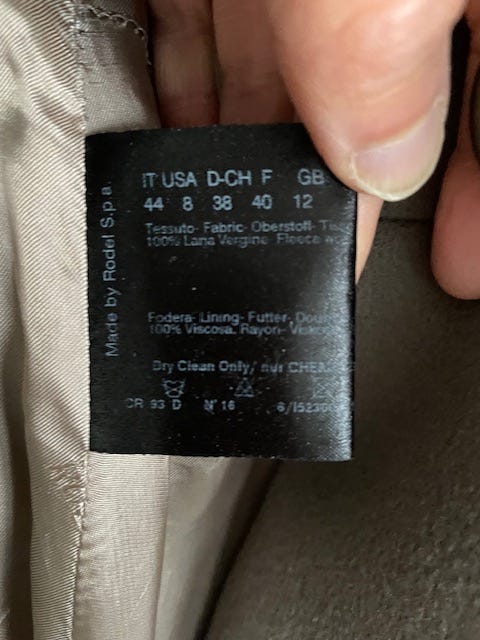 Made by Rodel S.p.a.
IT USA D-CH F GB
44 8 38 40 12
Tessuto- Fabric- Oberstoff-
100% Lana Vergine Fleece
Fodera- Lining- Futter-
100% Viscosa. Rayon-
Dry Clean Only/ nur
CR 93 D N° 16